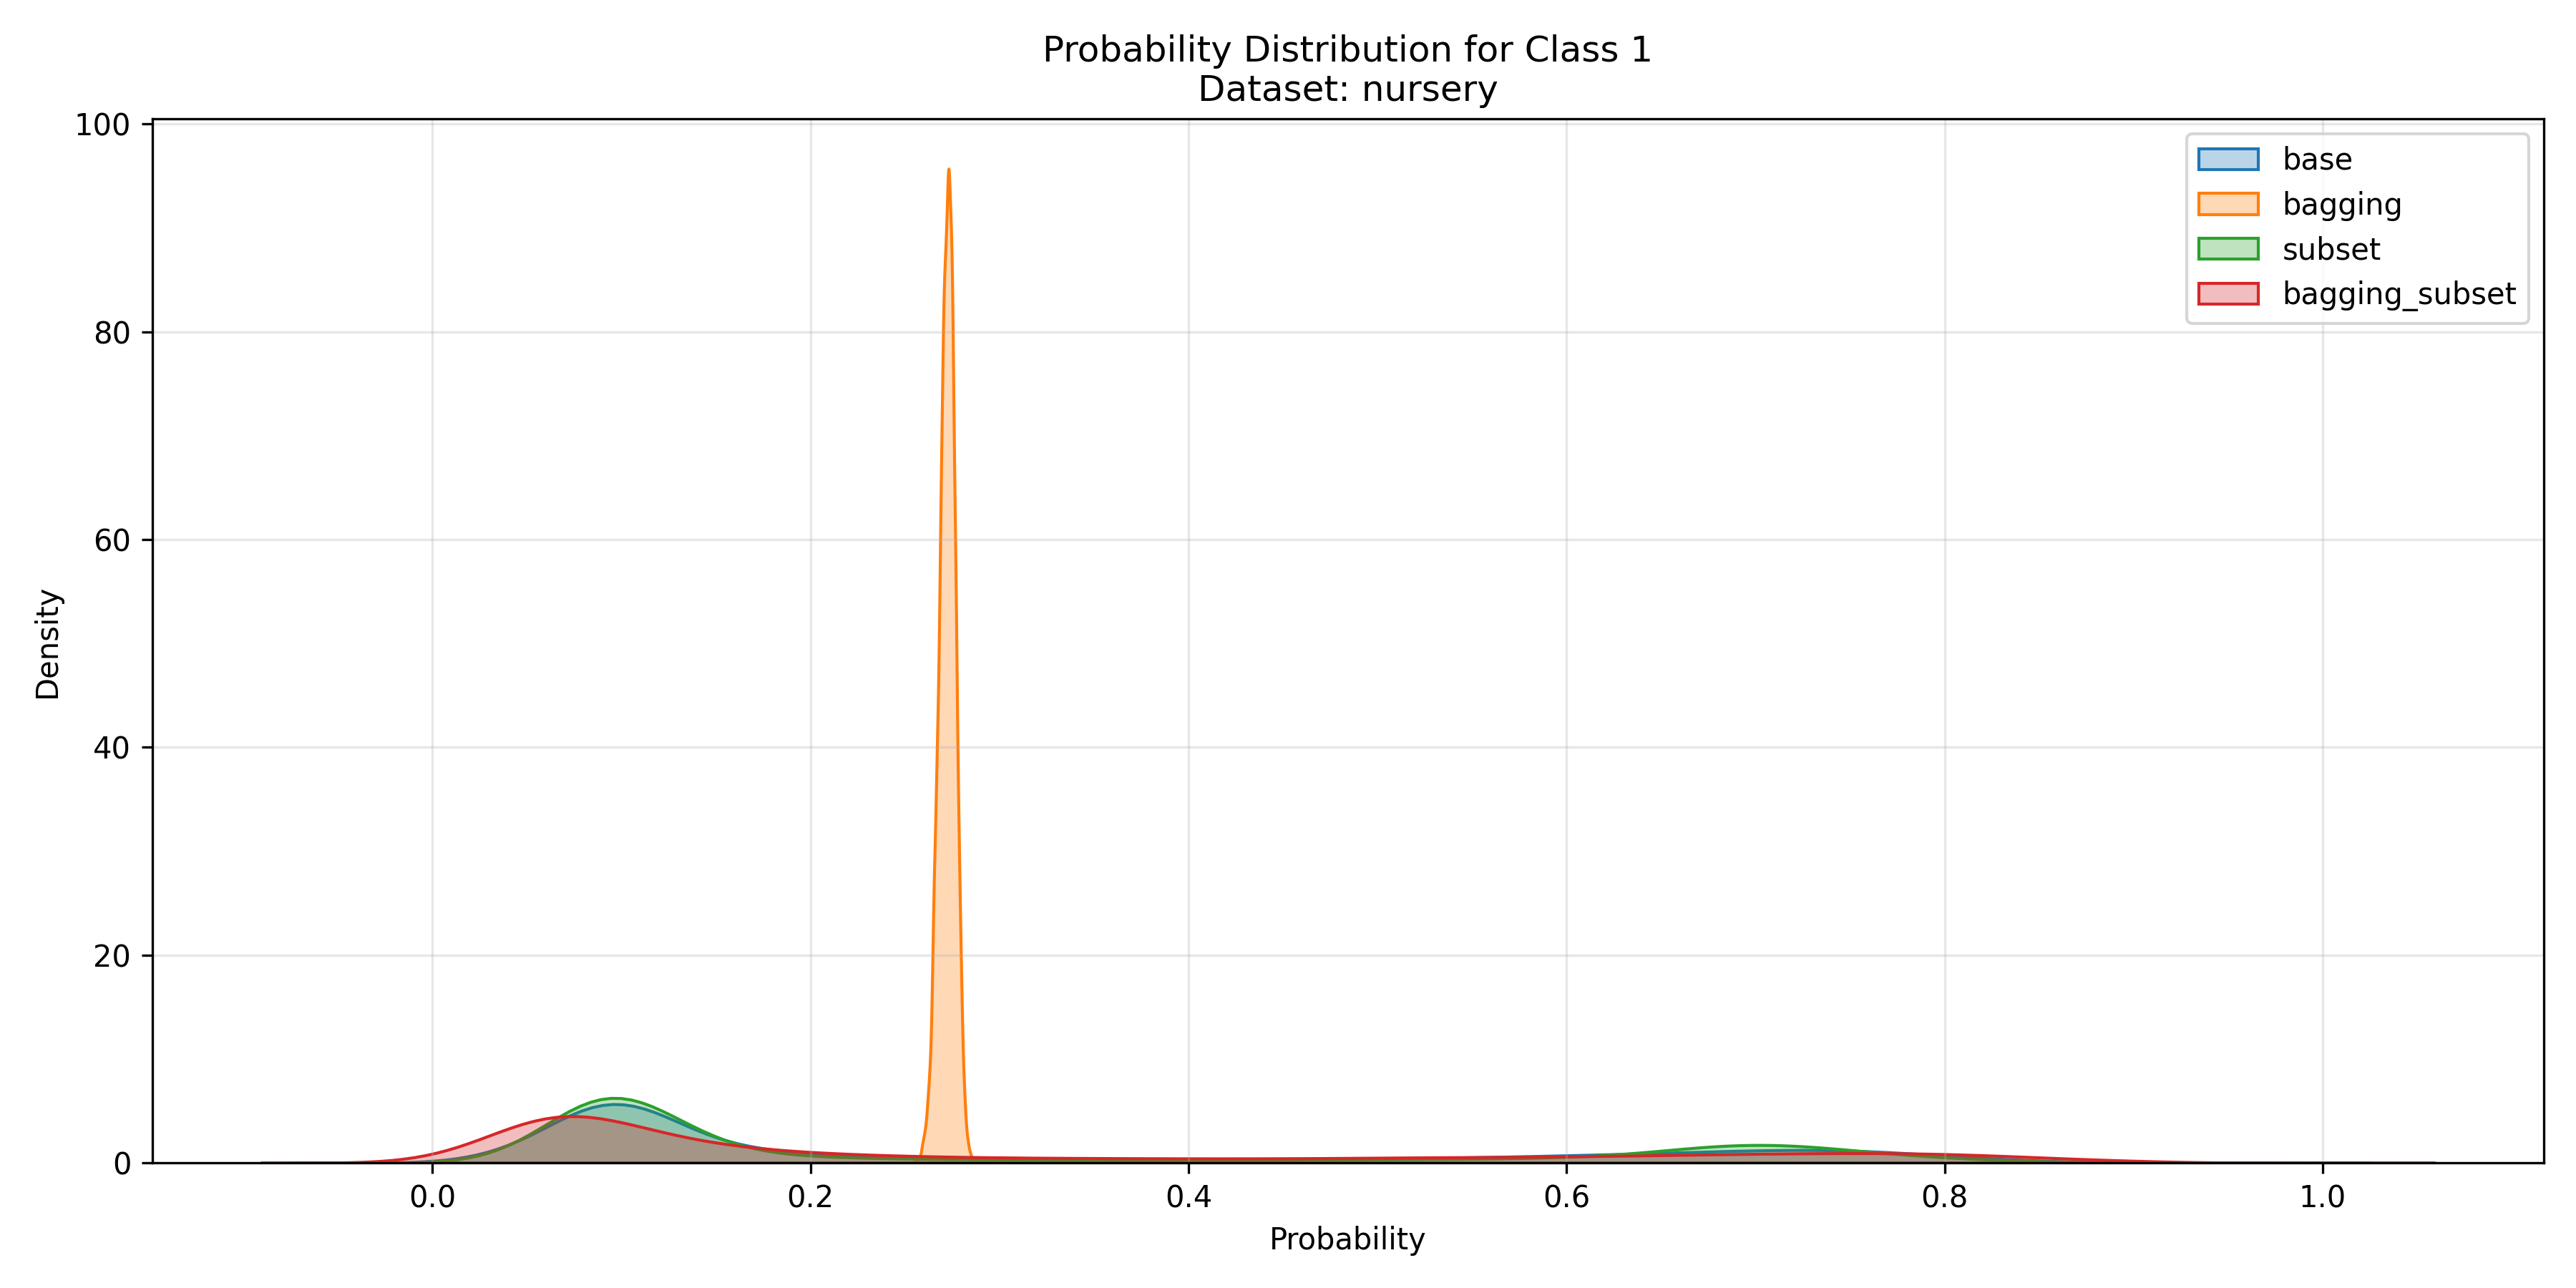 Probability Distribution for Class 1
Dataset: nursery
100
80
60
40
20
0
Density
0.0 0.2 0.4 0.6 0.8 1.0
Probability
base
bagging
subset
bagging_subset